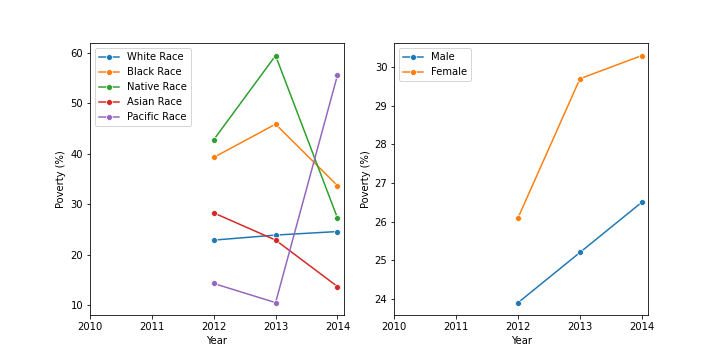 White Race
Black Race
Native Race
Asian Race
Pacific Race
60
50
40
30
20
10
Poverty (%)
2010 2011 2012 2013 2014
Year
Male
Female
30
29
28
27
26
25
24
Poverty (%)
2010 2011 2012 2013 2014
Year